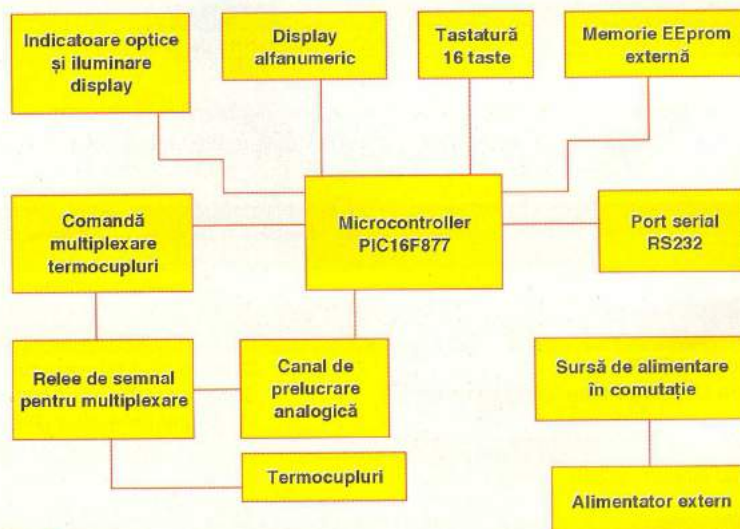 Indicatoare optice
și iluminare
display
Display
alfanumeric
Tastatură
16 taste
Memorie EEprom
externă
Comandă
multiplexare
termocupluri
Microcontroller
PIC16F877
Port serial
RS232
Relee de semnal
pentru multiplexare
Canal de
prelucrare
analogică
Sursă de alimentare
în comutație
Termocupluri
Alimentator extern